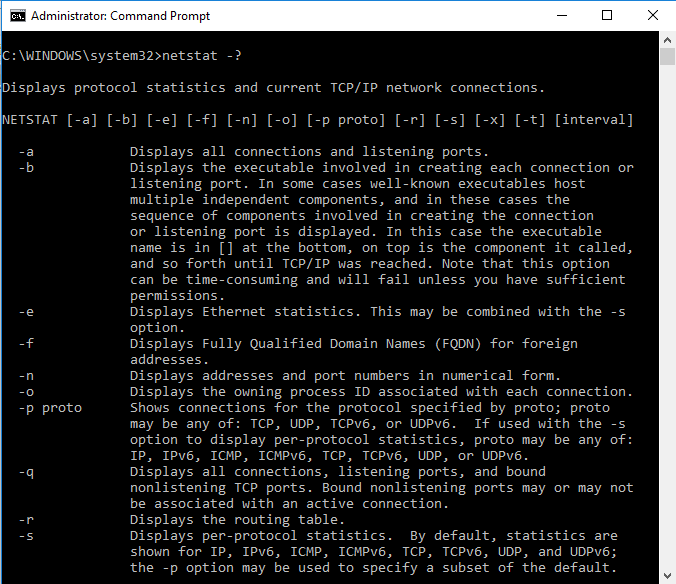 Administrator: Command Prompt
C:\WINDOWS\system32>netstat -?
Displays protocol statistics and current TCP/IP network connections.
NETSTAT [-a] [-b] [-e] [-f] [-n] [-o] [-p proto] [-r] [-s] [-x] [-t] [interval]
-a Displays all connections and listening ports.
-b Displays the executable involved in creating each connection or
listening port. In some cases well-known executables host
multiple independent components, and in these cases the
sequence of components involved in creating the connection
or listening port is displayed. In this case the executable
name is in [] at the bottom, on top is the component it called,
and so forth until TCP/IP was reached. Note that this option
can be time-consuming and will fail unless you have sufficient
permissions.
-e Displays Ethernet statistics. This may be combined with the -s
option.
-f Displays Fully Qualified Domain Names (FQDN) for foreign
addresses.
-n Displays addresses and port numbers in numerical form.
-o Displays the owning process ID associated with each connection.
-p proto Shows connections for the protocol specified by proto; proto
may be any of: TCP, UDP, TCPv6, or UDPv6. If used with the -s
option to display per-protocol statistics, proto may be any of:
IP, IPv6, ICMP, ICMPv6, TCP, TCPv6, UDP, or UDPv6.
-q Displays all connections, listening ports, and bound
nonlistening TCP ports. Bound nonlistening ports may or may not
be associated with an active connection.
-r Displays the routing table.
-s Displays per-protocol statistics. By default, statistics are
shown for IP, IPv6, ICMP, ICMPv6, TCP, TCPv6, UDP, and UDPv6;
the -p option may be used to specify a subset of the default.